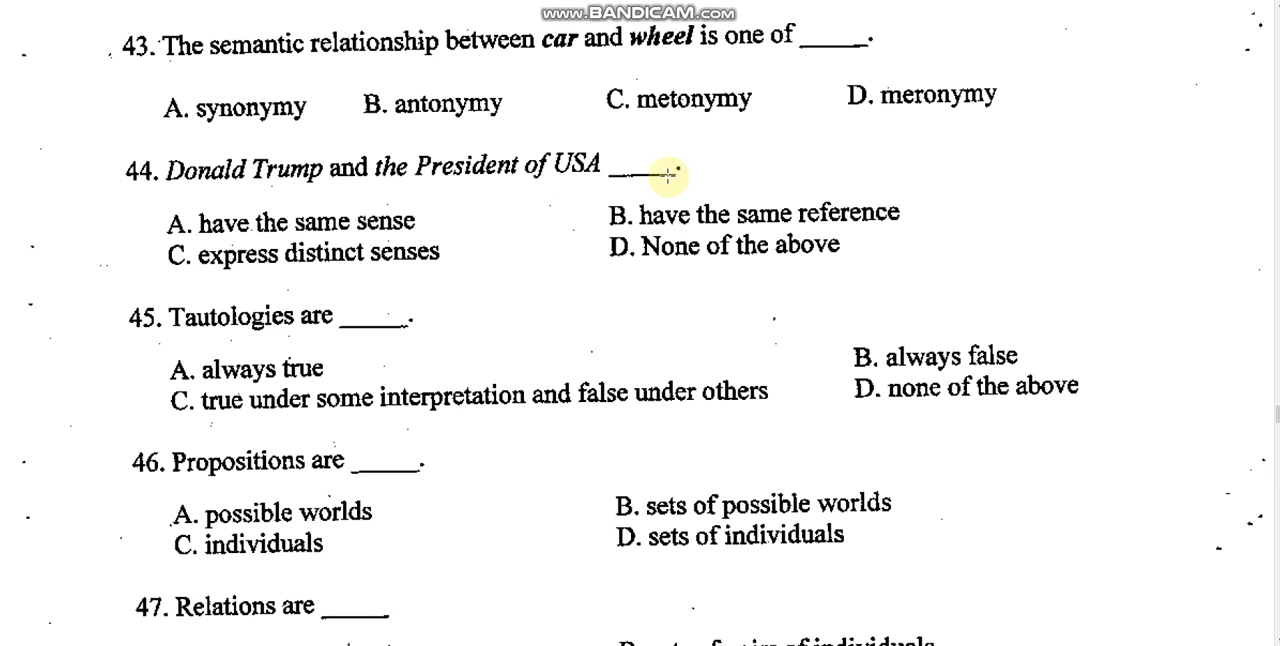 www.BANDICAM.com
43. The semantic relationship between car and wheel is one of _____.
A. synonymy B. antonymy C. metonymy D. meronymy
44. Donald Trump and the President of USA _____.
A. have the same sense B. have the same reference
C. express distinct senses D. None of the above
45. Tautologies are _____.
A. always true B. always false
C. true under some interpretation and false under others D. none of the above
46. Propositions are _____.
A. possible worlds B. sets of possible worlds
C. individuals D. sets of individuals
47. Relations are _____